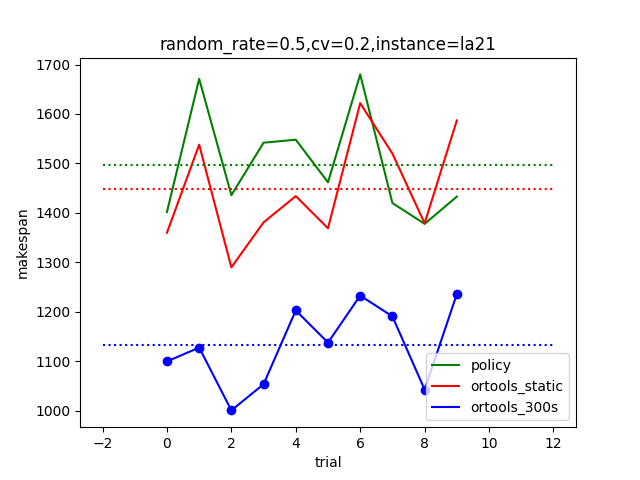 random_rate=0.5,cv=0.2,instance=la21
1700
1600
1500
1400
1300
1200
1100
1000
makespan
−2
0
2
4
6
8
10
12
trial
policy
ortools_static
ortools_300s